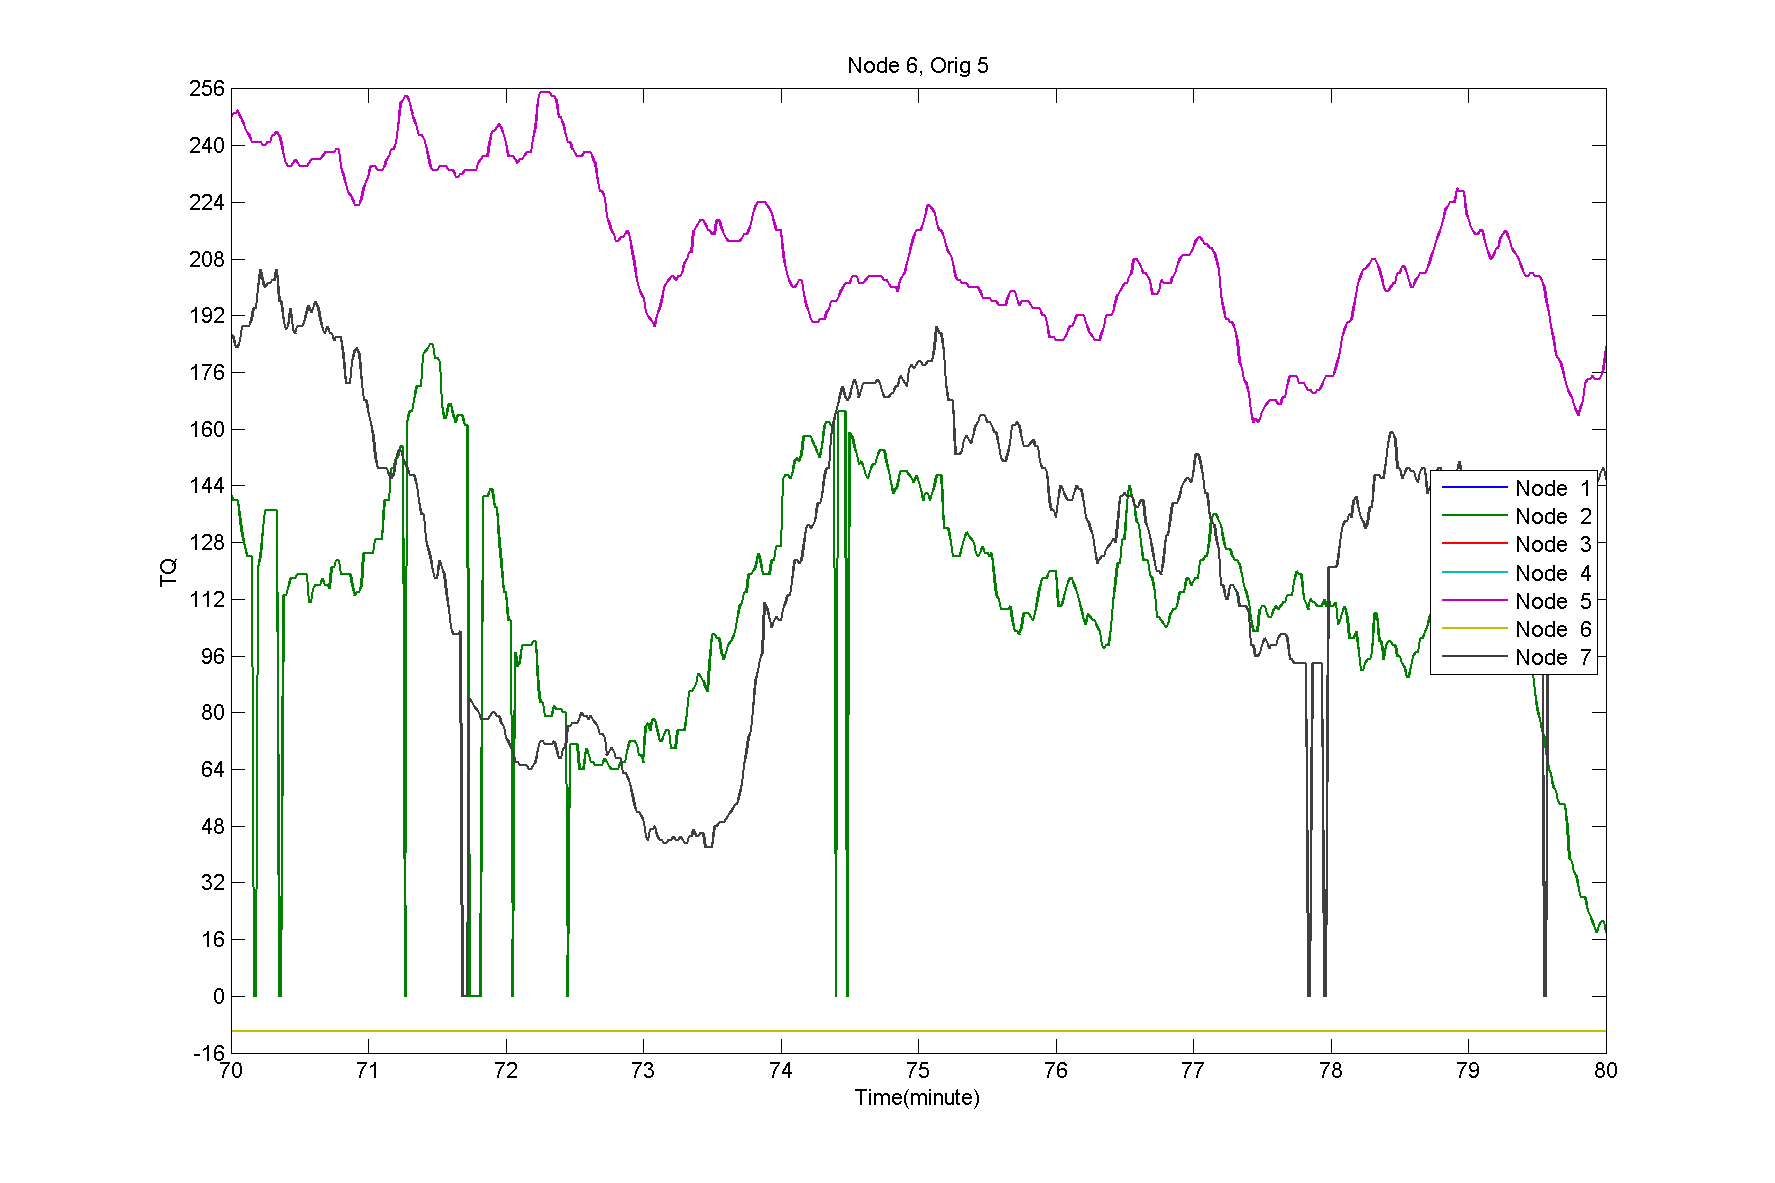 Node 6, Orig 5
256
240
224
208
192
176
160
144
128
112
96
80
64
48
32
16
0
-16
TQ
70 71 72 73 74 75 76 77 78 79 80
Time(minute)
Node 1
Node 2
Node 3
Node 4
Node 5
Node 6
Node 7